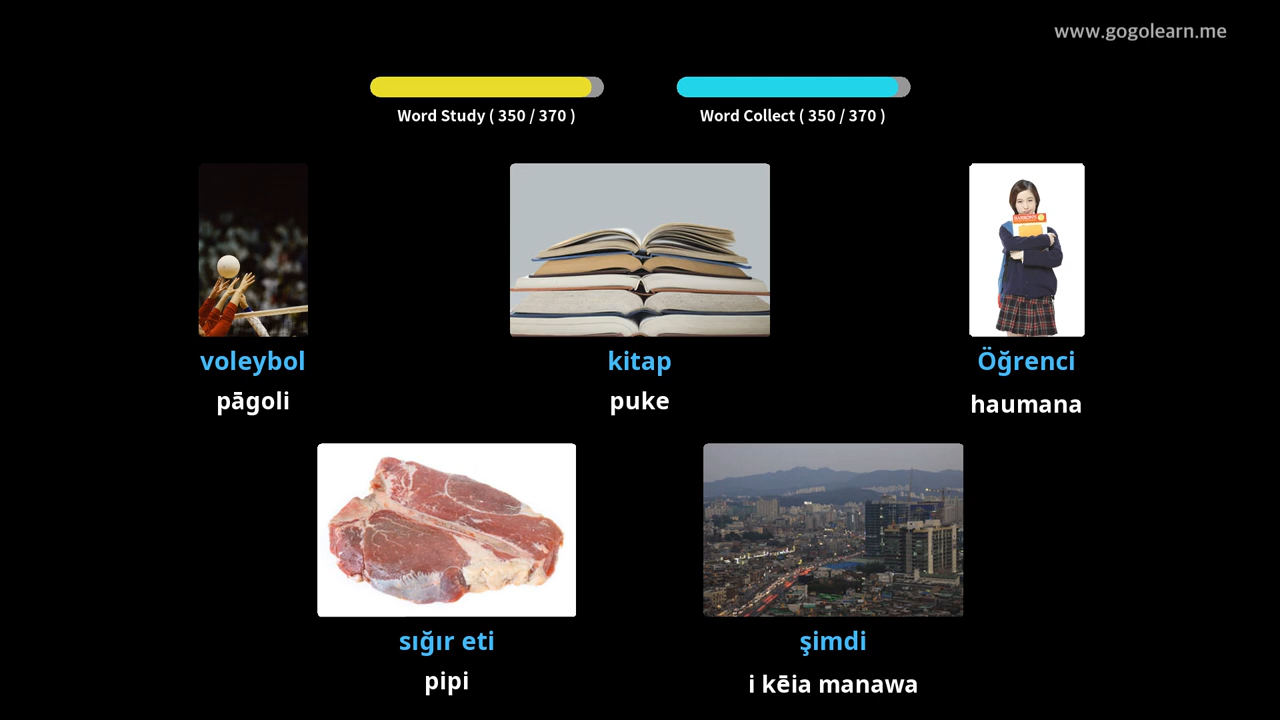 www.gogolearn.me
Word Study ( 350 / 370 )
Word Collect ( 350 / 370 )
voleybol
pāgoli
kitap
puke
Öğrenci
haumana
sığır eti
pipi
şimdi
i kēia manawa